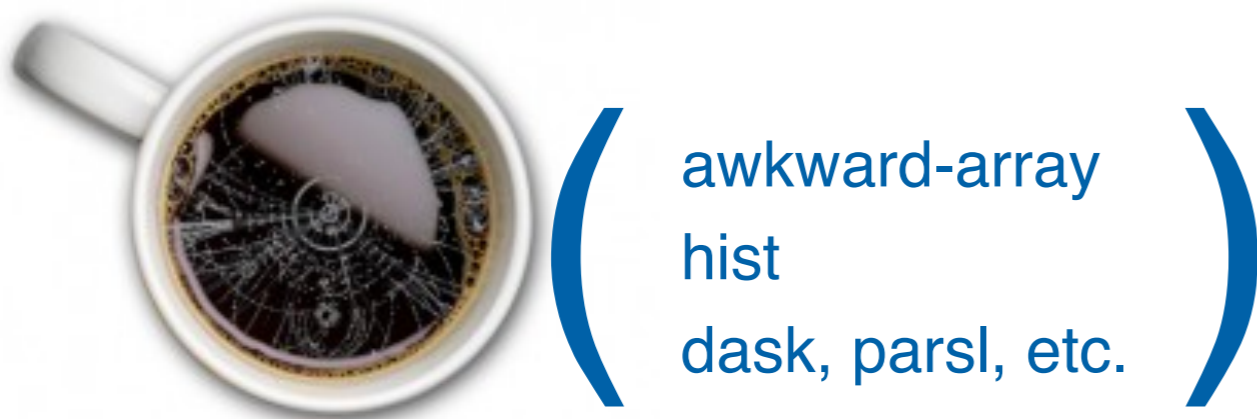 awkward-array
hist
dask, parsl, etc.